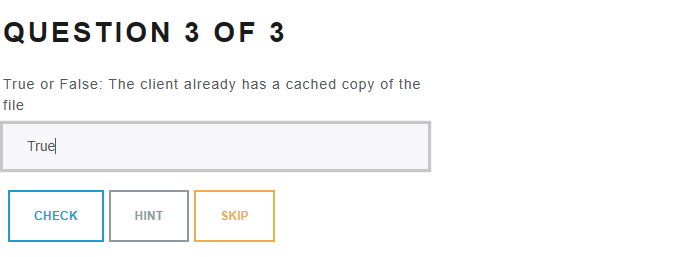 QUESTION 3 OF 3
True or False: The client already has a cached copy of the
file
True
CHECK HINT SKIP